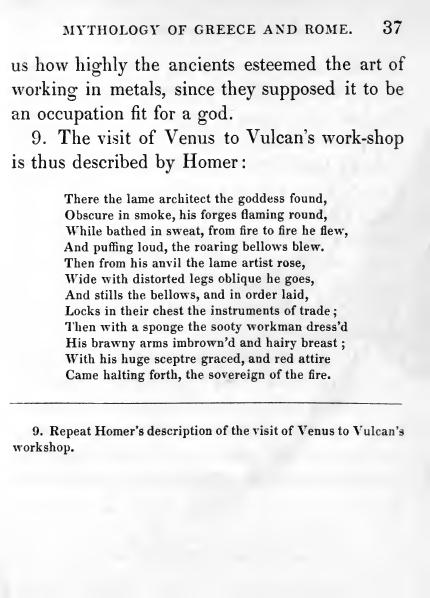 MYTHOLOGY OF GREECE AND ROME. 37
us how highly the ancients esteemed the art of
working in metals, since they supposed it to be
an occupation fit for a god.
9. The visit of Venus to Vulcan's work-shop
is thus described by Homer:
There the lame architect the goddess found,
Obscure in smoke, his forges flaming round,
While bathed in sweat, from fire to fire he flew,
And puffing loud, the roaring bellows blew.
Then from his anvil the lame artist rose,
Wide with distorted legs oblique he goes,
And stills the bellows, and in order laid,
Locks in their chest the instruments of trade;
Then with a sponge the sooty workman dress'd
His brawny arms imbrown'd and hairy breast;
With his huge sceptre graced, and red attire
Came halting forth, the sovereign of the fire.
9. Repeat Homer's description of the visit of Venus to Vulcan's
workshop.